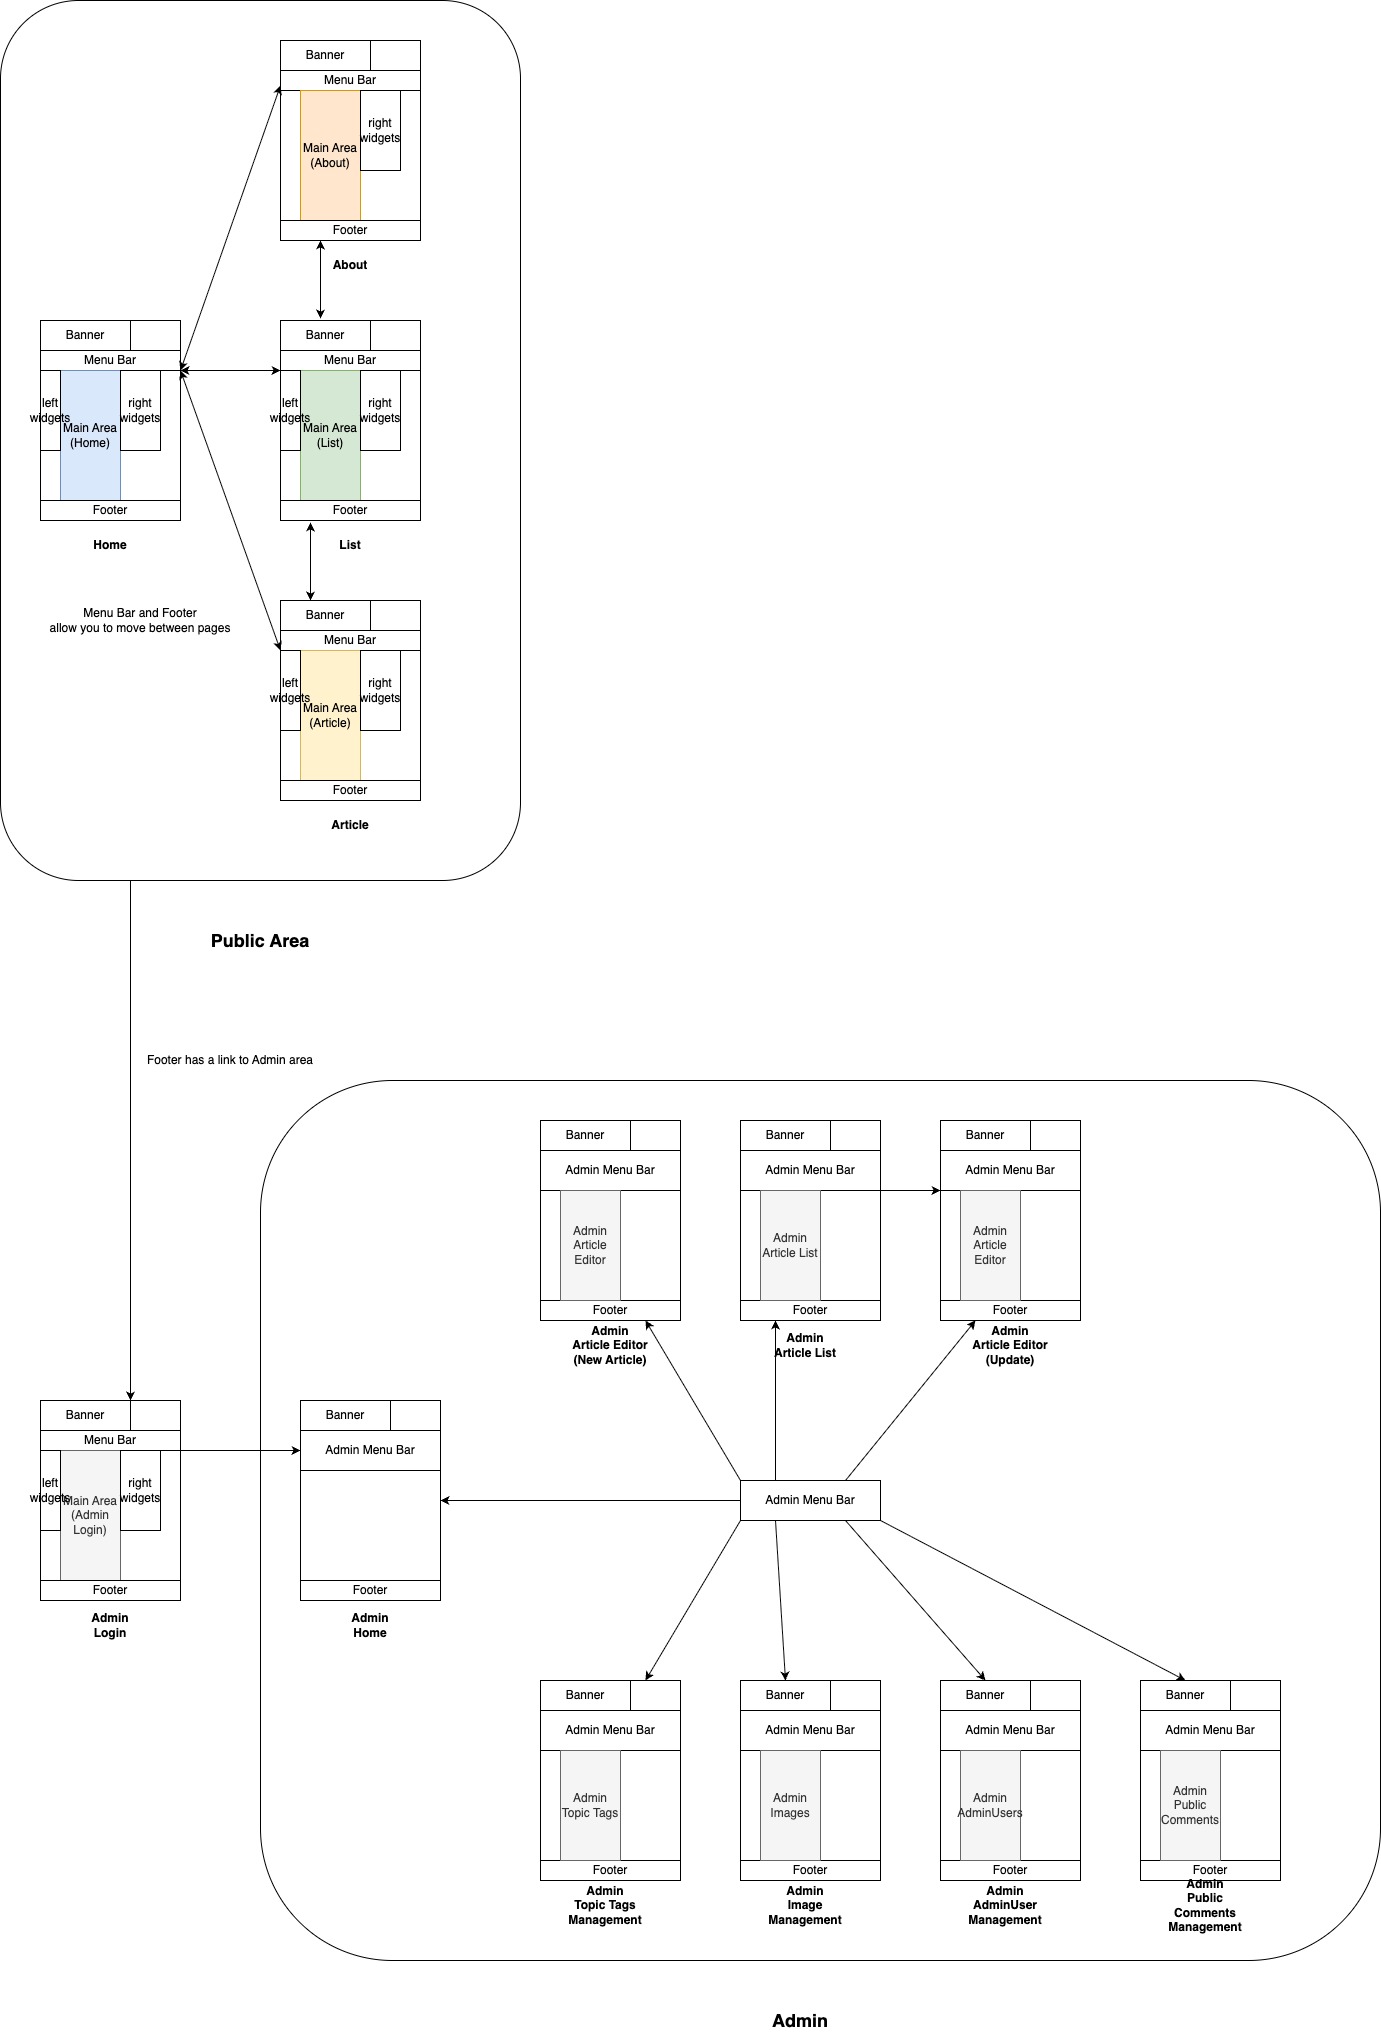 Banner
Menu Bar
Main Area
(About)
right
widgets
Footer
About
Banner
Menu Bar
left
widgets
Main Area
(Home)
right
widgets
Footer
Home
Banner
Menu Bar
left
widgets
Main Area
(List)
right
widgets
Footer
List
Menu Bar and Footer
allow you to move between pages
Banner
Menu Bar
left
widgets
Main Area
(Article)
right
widgets
Footer
Article
Public Area
Footer has a link to Admin area
Banner
Admin Menu Bar
Admin
Article
Editor
Footer
Admin
Article Editor
(New Article)
Banner
Admin Menu Bar
Admin
Article List
Footer
Admin
Article List
Banner
Admin Menu Bar
Admin
Article
Editor
Footer
Admin
Article Editor
(Update)
Banner
Menu Bar
left
widgets
Main Area
(Admin
Login)
right
widgets
Footer
Admin
Login
Banner
Admin Menu Bar
Footer
Admin
Home
Admin Menu Bar
Banner
Admin Menu Bar
Admin
Topic Tags
Footer
Admin
Topic Tags
Management
Banner
Admin Menu Bar
Admin
Images
Footer
Admin
Image
Management
Banner
Admin Menu Bar
Admin
AdminUsers
Footer
Admin
AdminUser
Management
Banner
Admin Menu Bar
Admin
Public
Comments
Footer
Admin
Public
Comments
Management
Admin